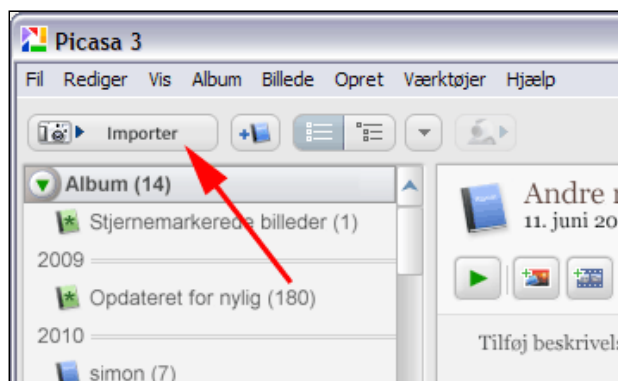 Picasa 3
Fil Rediger Vis Album Billede Opret Værktøjer Hjælp
Importer
Album (14)
Stjernemarkerede billeder (1)
2009
Opdateret for nylig (180)
2010
simon (7)
Andre
11. juni 20
Tilføj